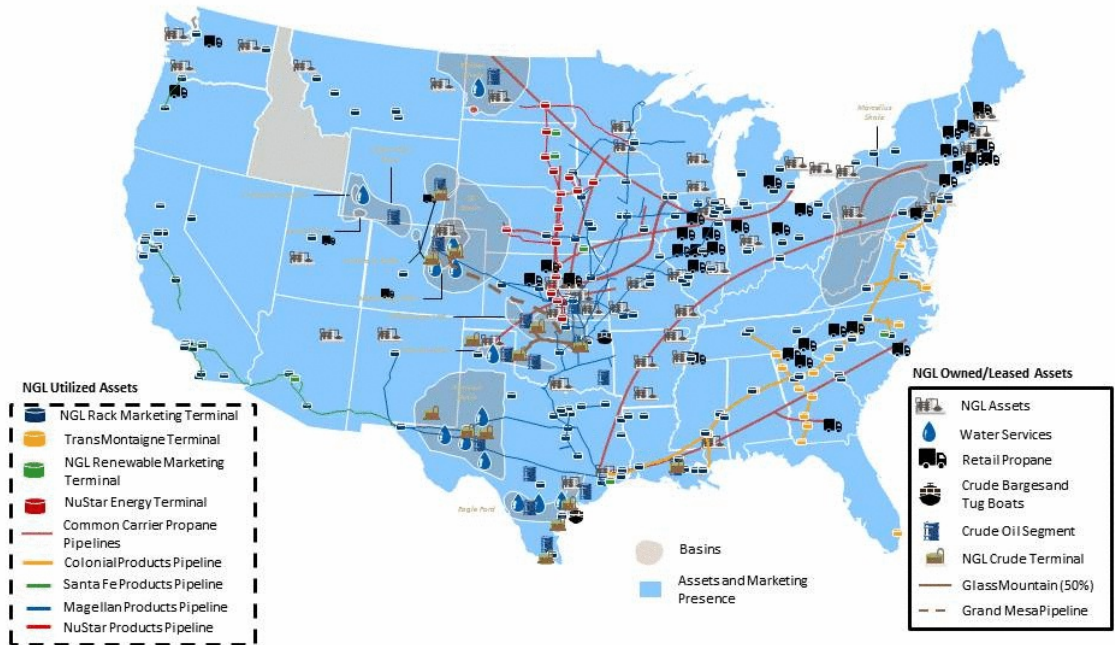 Marcellus
Shale
Eagle Ford
NGL Utilized Assets
NGL Rack Marketing Terminal
TransMontaigne Terminal
NGL Renewable Marketing
Terminal
NuStar Energy Terminal
Common Carrier Propane
Pipelines
Colonial Products Pipeline
Santa Fe Products Pipeline
Magellan Products Pipeline
NuStar Products Pipeline
Basins
Assets and Marketing
Presence
NGL Owned/Leased Assets
NGL Assets
Water Services
Retail Propane
Crude Barges and
Tug Boats
Crude Oil Segment
NGL Crude Terminal
Glass Mountain (50%)
Grand Mesa Pipeline